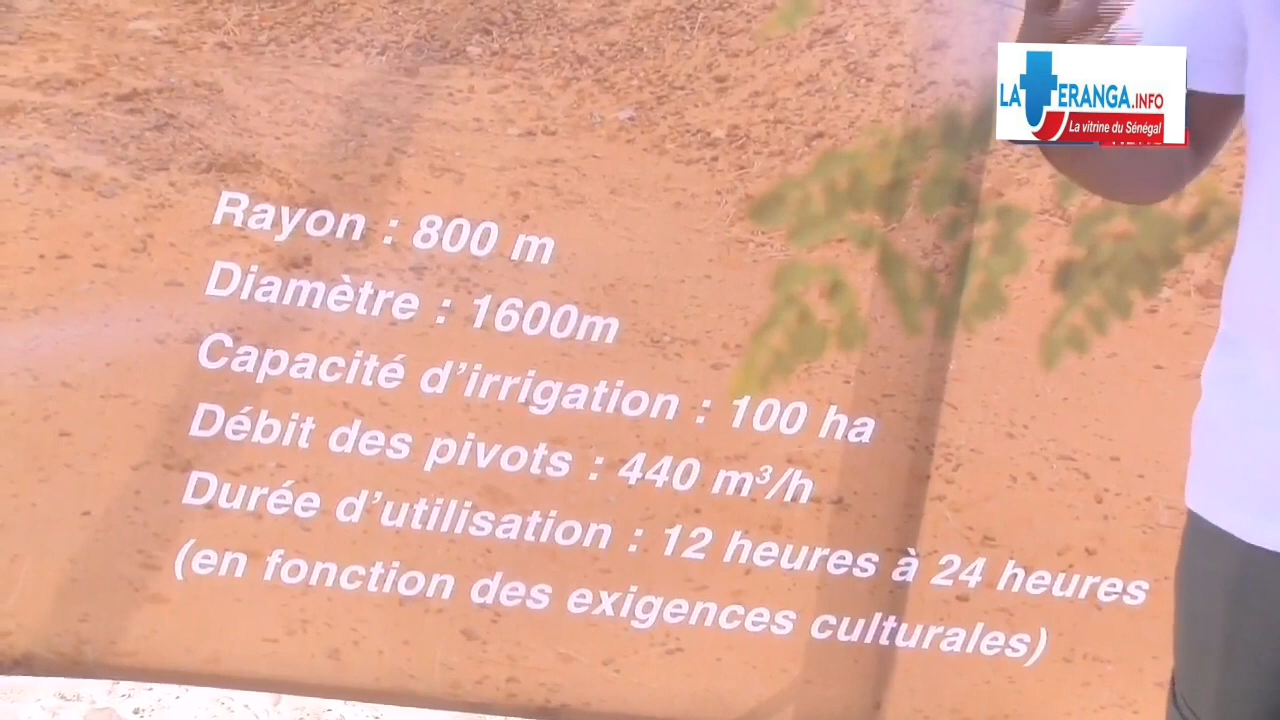 LATERANGA.INFO
La vitrine du Sénégal
Rayon : 800 m
Diamètre : 1600m
Capacité d'irrigation : 100 ha
Débit des pivots : 440 m³/h
Durée d'utilisation : 12 heures à 24 heures
(en fonction des exigences culturales)